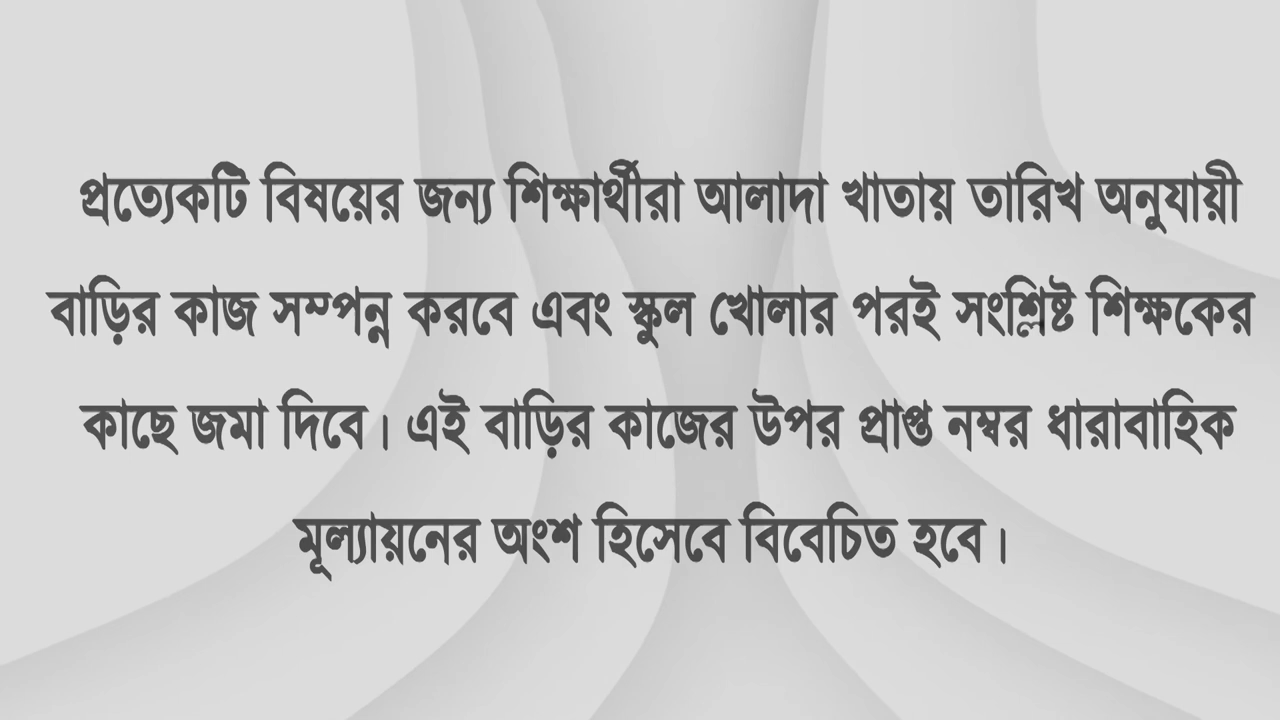 প্রত্যেকটি বিষয়ের জন্য শিক্ষার্থীরা আলাদা খাতায় তারিখ অনুযায়ী
বাড়ির কাজ সম্পন্ন করবে এবং স্কুল খোলার পরই সংশ্লিষ্ট শিক্ষকের
কাছে জমা দিবে। এই বাড়ির কাজের উপর প্রাপ্ত নম্বর ধারাবাহিক
মূল্যায়নের অংশ হিসেবে বিবেচিত হবে।